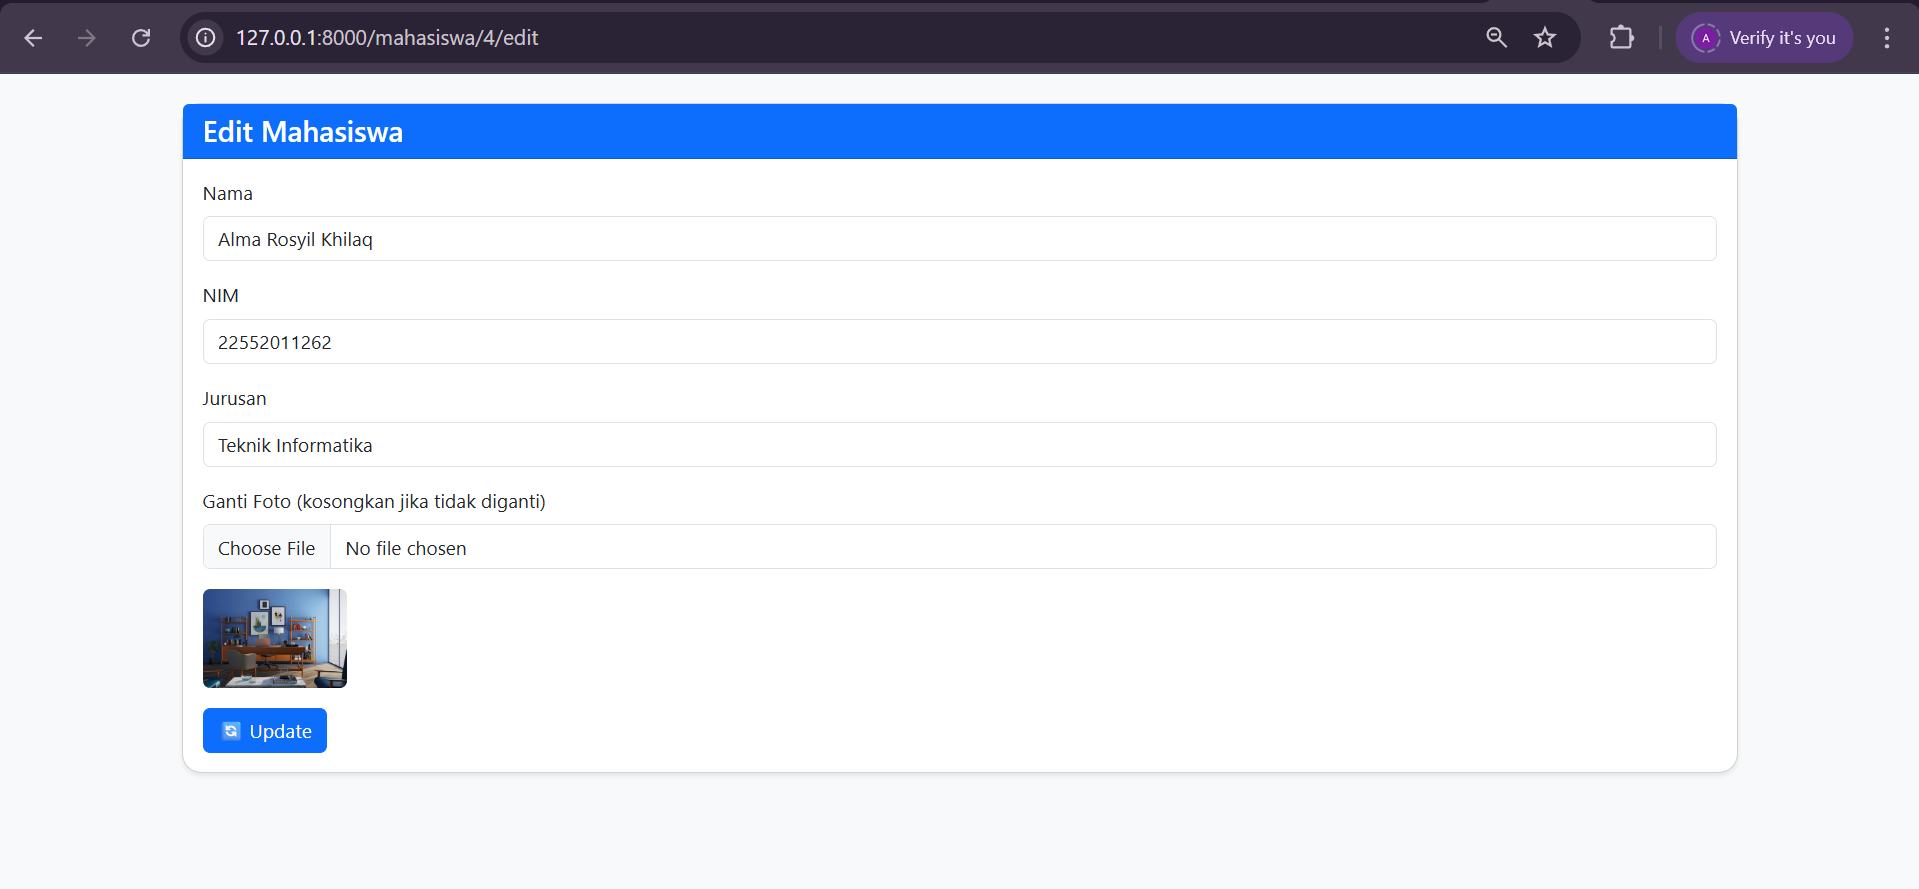 127.0.0.1:8000/mahasiswa/4/edit
A
Verify it's you
Edit Mahasiswa
Nama
Alma Rosyil Khilaq
NIM
22552011262
Jurusan
Teknik Informatika
Ganti Foto (kosongkan jika tidak diganti)
Choose File
No file chosen
Update